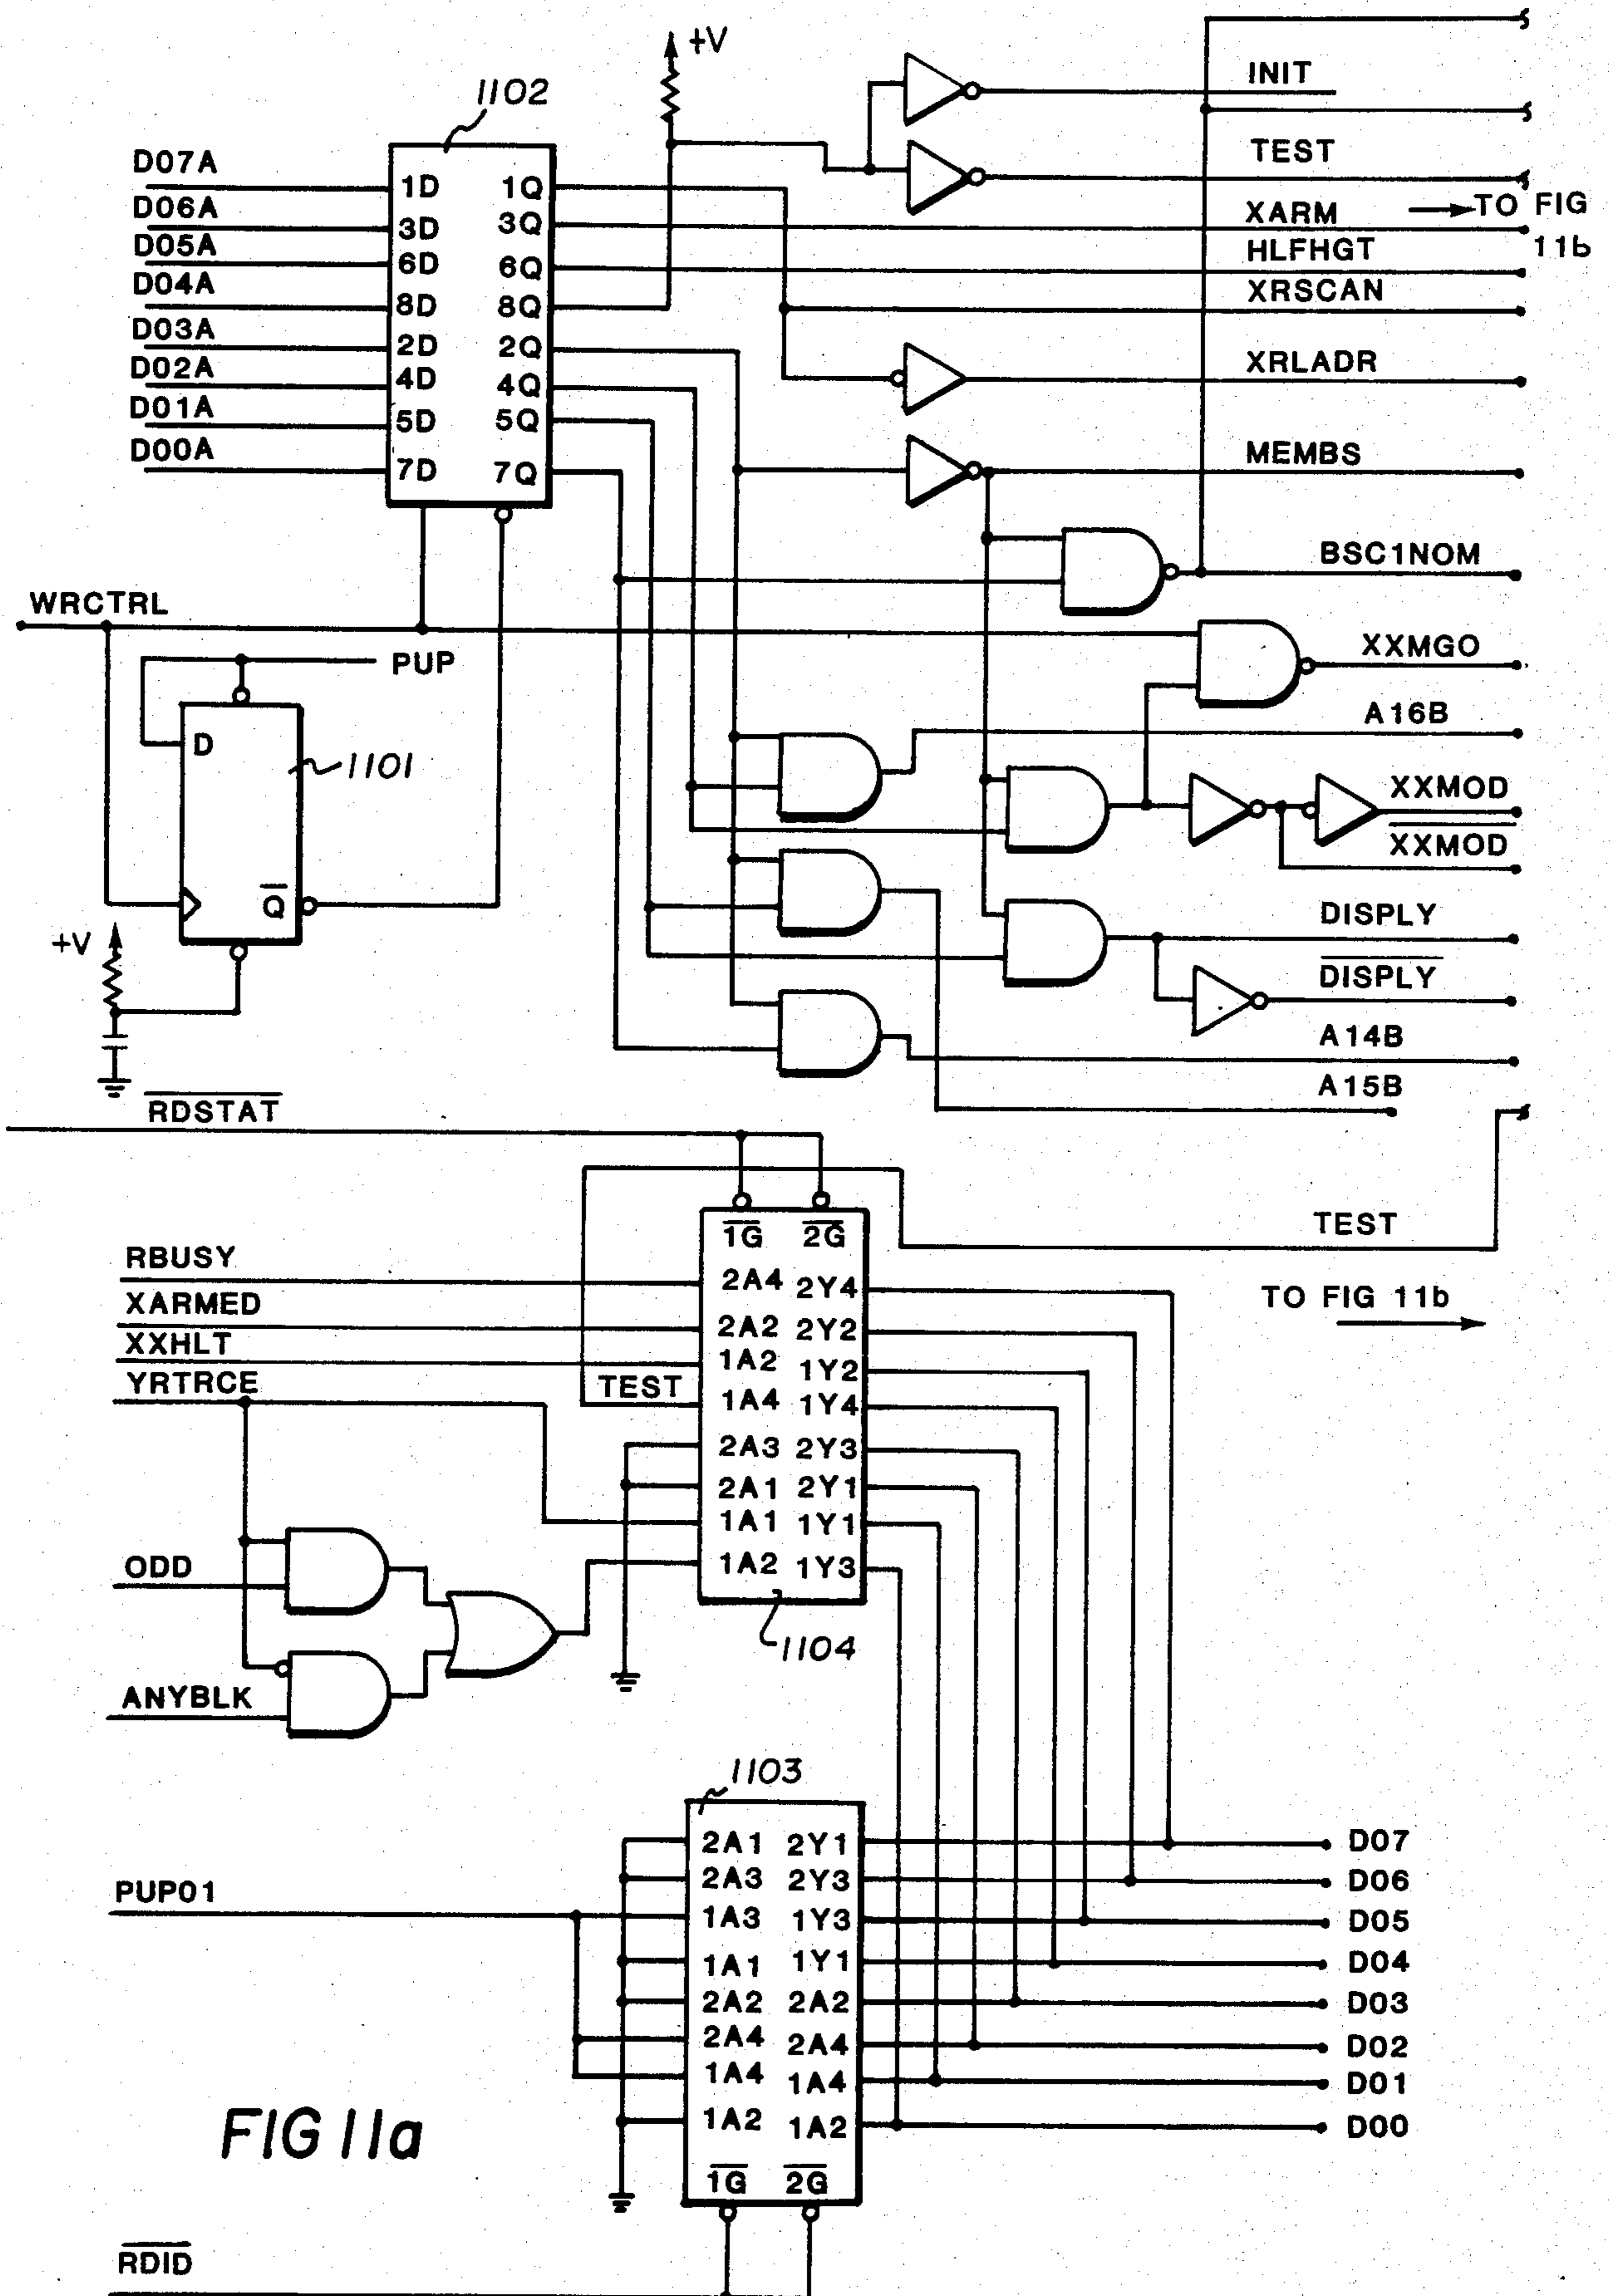 +V
1102
INIT
TEST
XARM
TO FIG
11b
HLFHGT
XRSCAN
XRLADR
MEMBS
BSC1NOM
XXMGO
A16B
XXMOD
XXMOD
DISPLY
DISPLY
A14B
A15B
D07A
D06A
D05A
D04A
D03A
D02A
D01A
D00A
1D 1Q
3D 3Q
6D 6Q
8D 8Q
2D 2Q
4D 4Q
5D 5Q
7D 7Q
WRCTRL
PUP
D
1101
Q
+V
RDSTAT
1G 2G
TEST
TO FIG 11b
RBUSY
XARMED
XXHLT
YRTRCE
TEST
2A4 2Y4
2A2 2Y2
1A2 1Y2
1A4 1Y4
2A3 2Y3
2A1 2Y1
1A1 1Y1
1A2 1Y3
ODD
ANYBLK
1104
1103
PUP01
2A1 2Y1
2A3 2Y3
1A3 1Y3
1A1 1Y1
2A2 2A2
2A4 2A4
1A4 1A4
1A2 1A2
1G 2G
D07
D06
D05
D04
D03
D02
D01
D00
FIG 11a
RDID